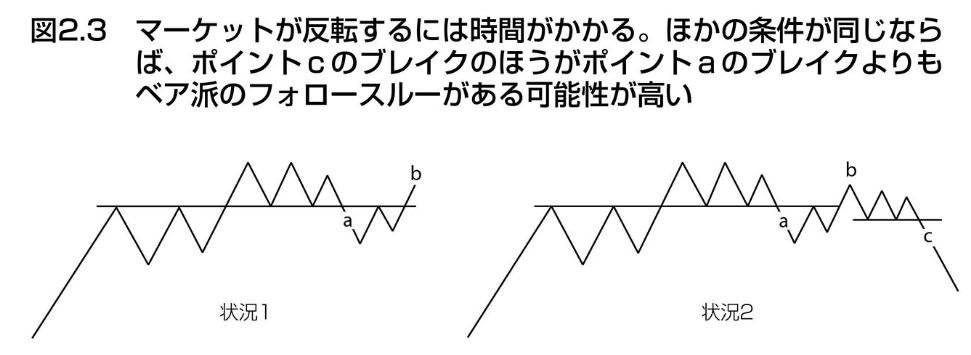 図2.3 マーケットが反転するには時間がかかる。ほかの条件が同じなら
ば、ポイントcのブレイクのほうがポイントaのブレイクよりも
ベア派のフォロースルーがある可能性が高い
b
a
状況1
b
a
c
状況2